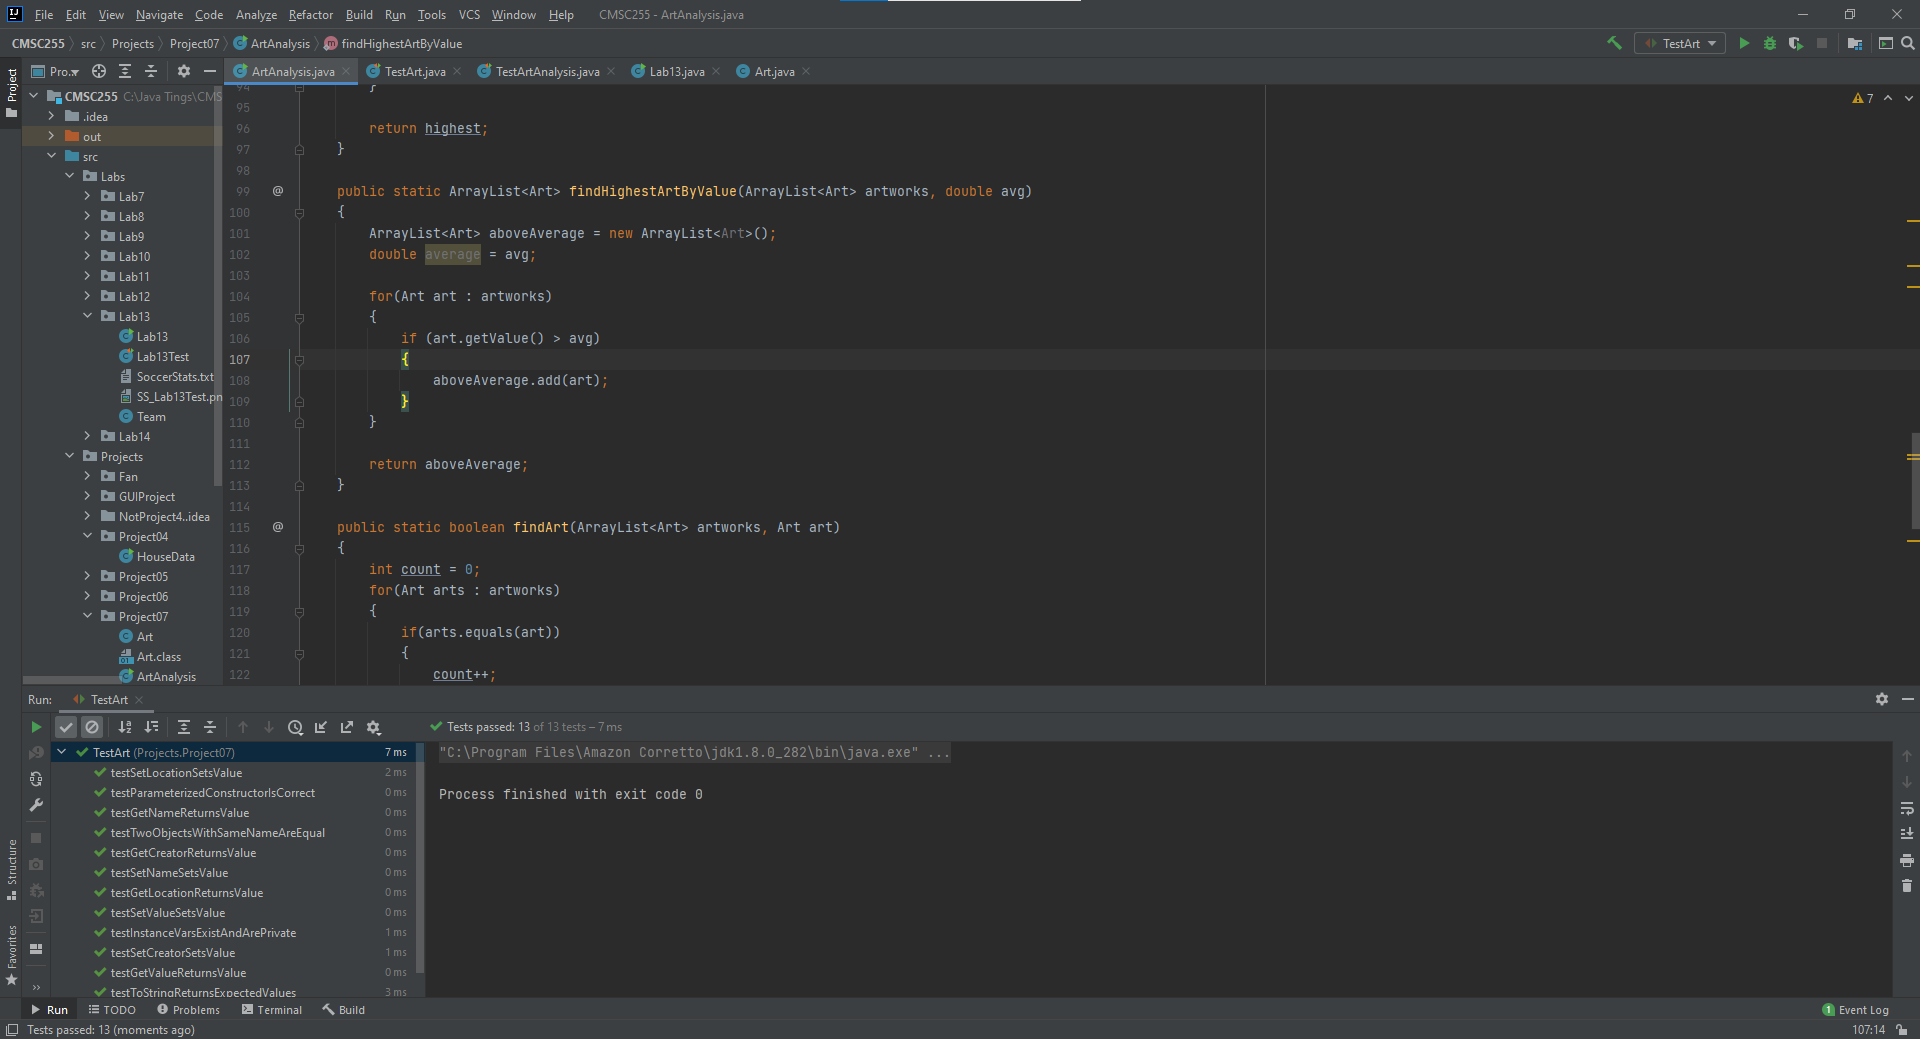 File Edit View Navigate Code Analyze Refactor Build Run Tools VCS Window Help CMSC255 - ArtAnalysis.java
CMSC255 src Projects Project07 ArtAnalysis findHighestArtByValue
TestArt
Project
Pro...
ArtAnalysis.java TestArt.java TestArtAnalysis.java Lab13.java Art.java
CMSC255 C:\Java Tings\CMS
.idea
out
src
Labs
Lab7
Lab8
Lab9
Lab10
Lab11
Lab12
Lab13
Lab13
Lab13Test
SoccerStats.txt
SS_Lab13Test.pn
Team
Lab14
Projects
Fan
GUIProject
NotProject4..idea
Project04
HouseData
Project05
Project06
Project07
Art
Art.class
ArtAnalysis
7
94 }
95
96 return highest;
97 }
98
99 @ public static ArrayList<Art> findHighestArtByValue(ArrayList<Art> artworks, double avg)
100 {
101 ArrayList<Art> aboveAverage = new ArrayList<Art>();
102 double average = avg;
103
104 for(Art art : artworks)
105 {
106 if (art.getValue() > avg)
107 {
108 aboveAverage.add(art);
109 }
110 }
111
112 return aboveAverage;
113 }
114
115 @ public static boolean findArt(ArrayList<Art> artworks, Art art)
116 {
117 int count = 0;
118 for(Art arts : artworks)
119 {
120 if(arts.equals(art))
121 {
122 count++;
Run: TestArt
Tests passed: 13 of 13 tests – 7 ms
TestArt (Projects.Project07) 7 ms
testSetLocationSetsValue 2 ms
testParameterizedConstructorIsCorrect 0 ms
testGetNameReturnsValue 0 ms
testTwoObjectsWithSameNameAreEqual 0 ms
testGetCreatorReturnsValue 0 ms
testSetNameSetsValue 0 ms
testGetLocationReturnsValue 0 ms
testSetValueSetsValue 0 ms
testInstanceVarsExistAndArePrivate 1 ms
testSetCreatorSetsValue 1 ms
testGetValueReturnsValue 0 ms
testToStringReturnsExpectedValues 3 ms
"C:\Program Files\Amazon Corretto\jdk1.8.0_282\bin\java.exe" ...
Process finished with exit code 0
Structure
Favorites
Run TODO Problems Terminal Build
1 Event Log
Tests passed: 13 (moments ago)
107:14